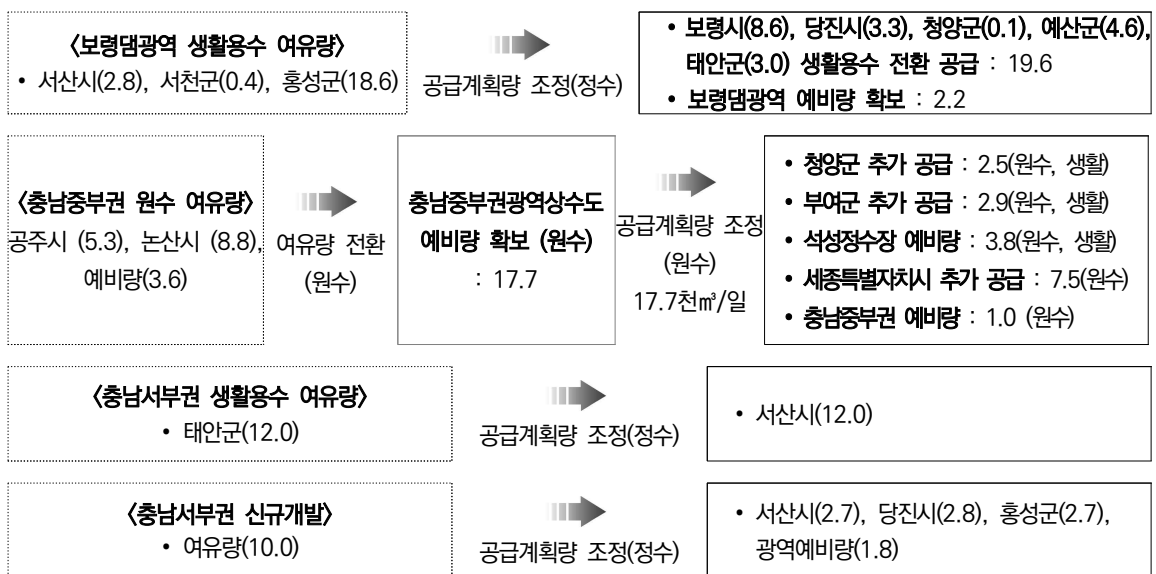 〈보령댐광역 생활용수 여유량〉
• 서산시(2.8), 서천군(0.4), 홍성군(18.6)
공급계획량 조정(정수)
• 보령시(8.6), 당진시(3.3), 청양군(0.1), 예산군(4.6),
태안군(3.0) 생활용수 전환 공급 : 19.6
• 보령댐광역 예비량 확보 : 2.2
〈충남중부권 원수 여유량〉
공주시 (5.3), 논산시 (8.8),
예비량(3.6)
여유량 전환
(원수)
충남중부권광역상수도
예비량 확보 (원수)
: 17.7
공급계획량 조정
(원수)
17.7천㎥/일
• 청양군 추가 공급 : 2.5(원수, 생활)
• 부여군 추가 공급 : 2.9(원수, 생활)
• 석성정수장 예비량 : 3.8(원수, 생활)
• 세종특별자치시 추가 공급 : 7.5(원수)
• 충남중부권 예비량 : 1.0 (원수)
〈충남서부권 생활용수 여유량〉
• 태안군(12.0)
공급계획량 조정(정수)
• 서산시(12.0)
〈충남서부권 신규개발〉
• 여유량(10.0)
공급계획량 조정(정수)
• 서산시(2.7), 당진시(2.8), 홍성군(2.7),
광역예비량(1.8)